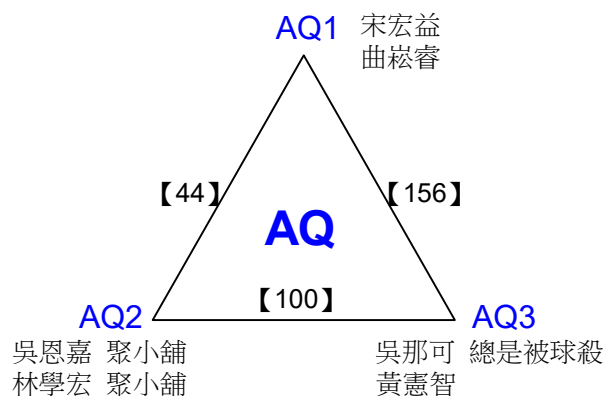 AQ1 宋宏益
曲崧睿
【44】
【156】
AQ
【100】
AQ2
AQ3
吳恩嘉 聚小舖
林學宏 聚小舖
吳那可 總是被球殺
黃憲智